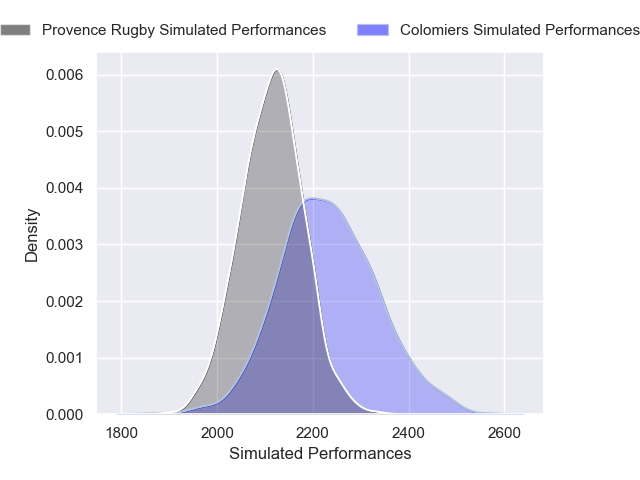 Provence Rugby Simulated Performances
Colomiers Simulated Performances
0.006
0.005
0.004
0.003
0.002
0.001
0.000
Density
1800 2000 2200 2400 2600
Simulated Performances